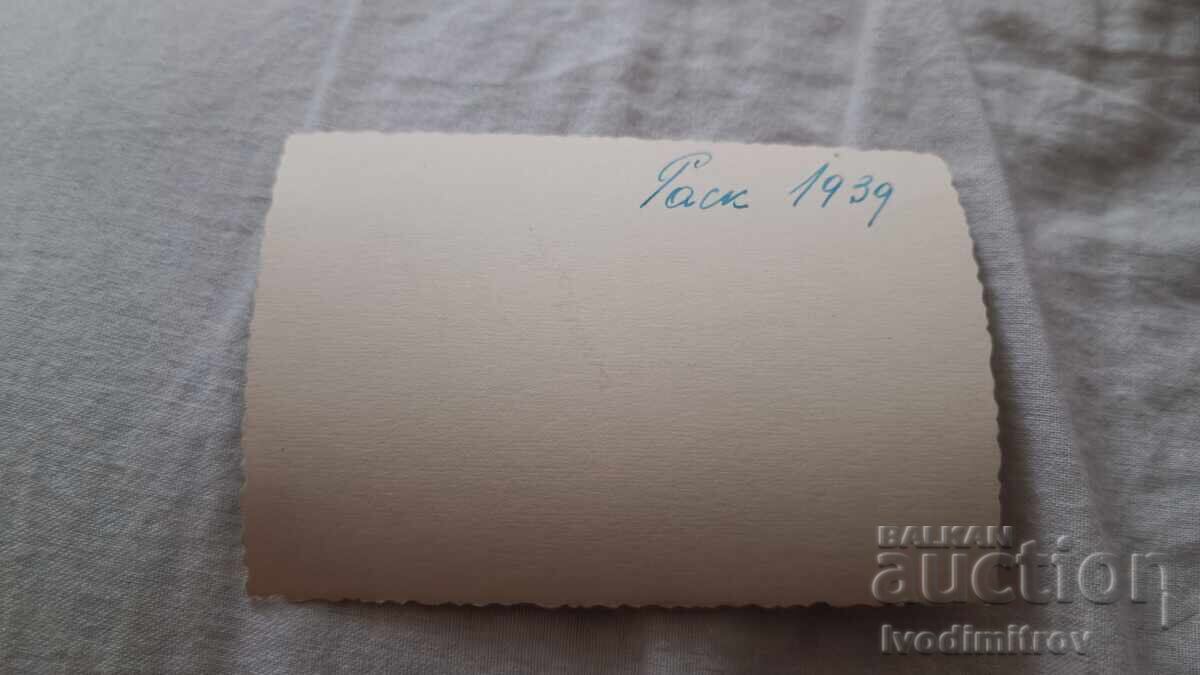 Раск 1939
BALKAN
auction
Ivodimitrov